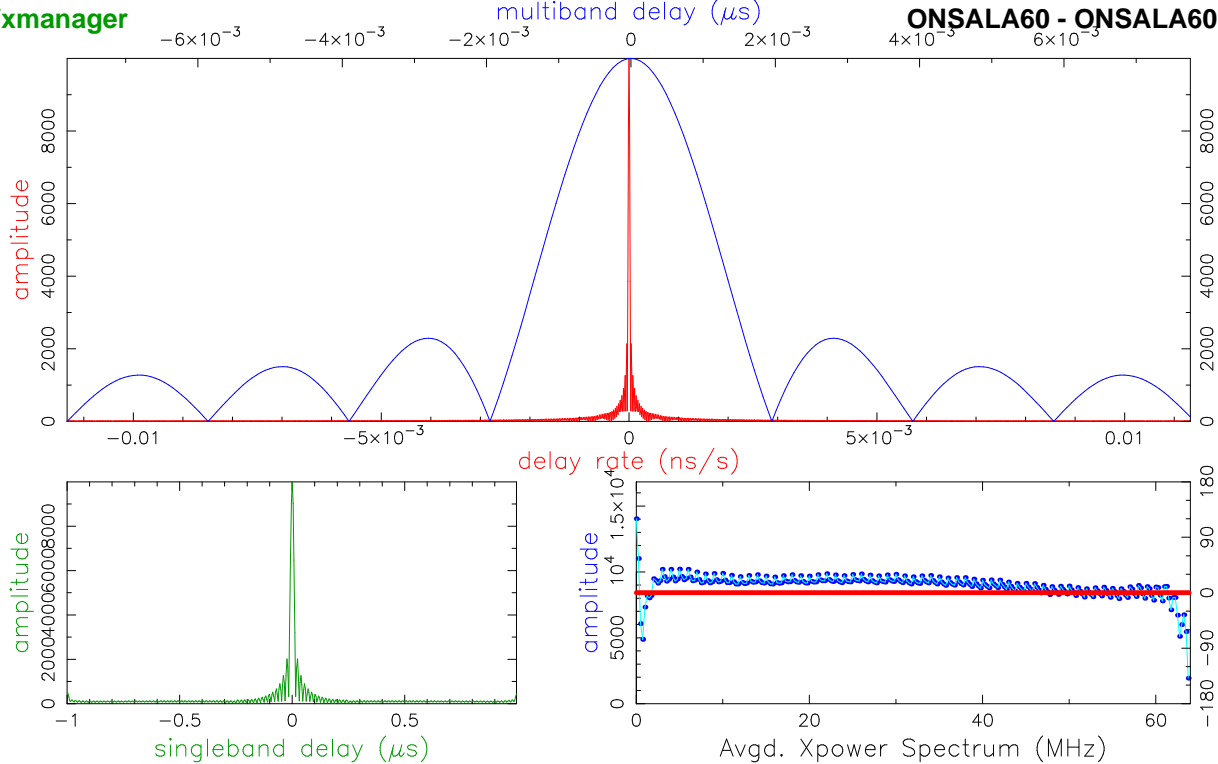 xmanager
multiband delay (μs)
ONSALA60 - ONSALA60
−6×10⁻³ −4×10⁻³ −2×10⁻³ 0 2×10⁻³ 4×10⁻³ 6×10⁻³
amplitude
8000
6000
4000
2000
0
8000
6000
4000
2000
0
−0.01 −5×10⁻³ 0 5×10⁻³ 0.01
delay rate (ns/s)
amplitude
8000
6000
4000
2000
0
−1 −0.5 0 0.5
singleband delay (μs)
amplitude
1.5×10⁴
10⁴
5000
0
180
90
0
−90
−180
0 20 40 60
Avgd. Xpower Spectrum (MHz)